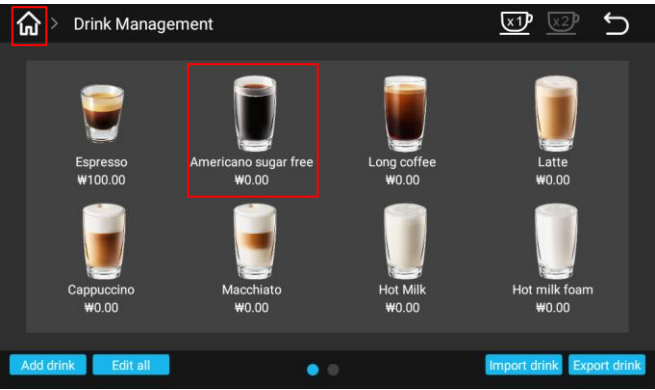 > Drink Management
x1 x2
Espresso
₩100.00
Americano sugar free
₩0.00
Long coffee
₩0.00
Latte
₩0.00
Cappuccino
₩0.00
Macchiato
₩0.00
Hot Milk
₩0.00
Hot milk foam
₩0.00
Add drink
Edit all
Import drink
Export drink